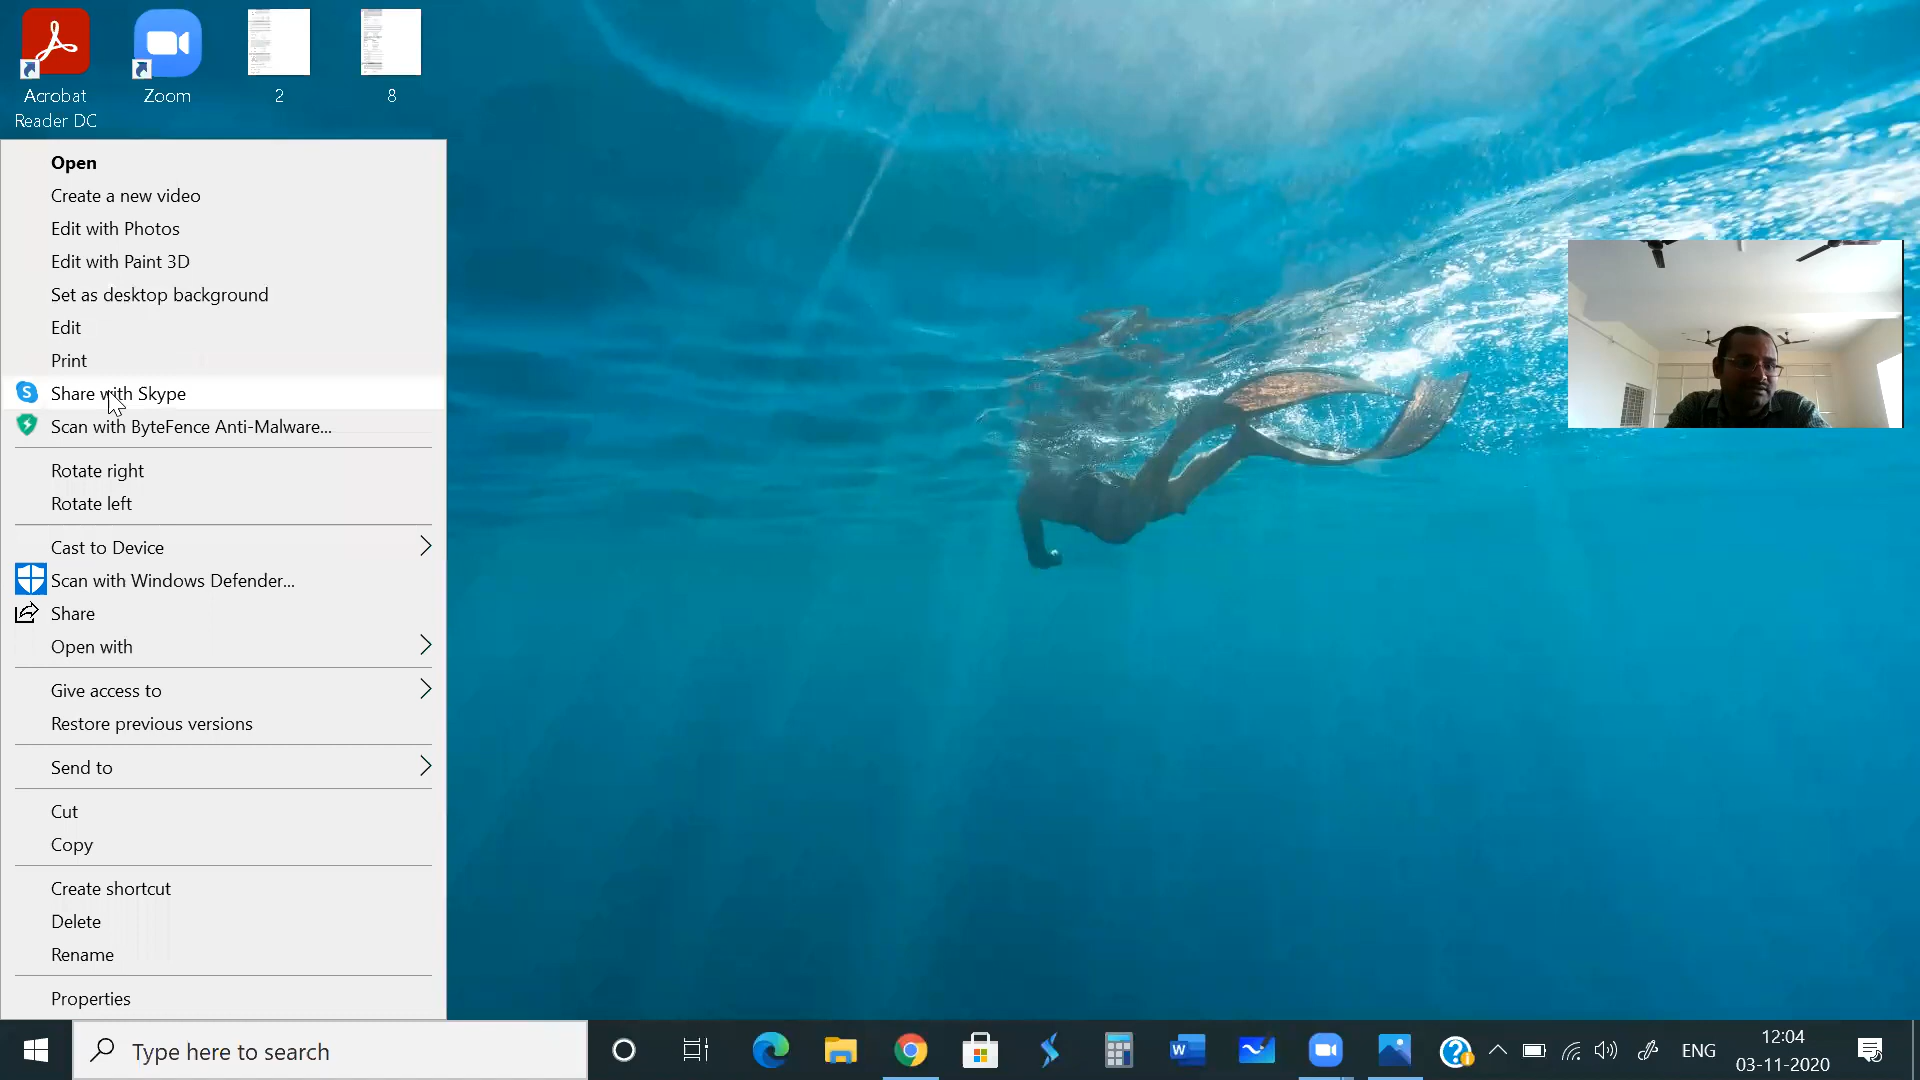 Acrobat
Reader DC
Zoom
2
8
Open
Create a new video
Edit with Photos
Edit with Paint 3D
Set as desktop background
Edit
Print
Share with Skype
Scan with ByteFence Anti-Malware...
Rotate right
Rotate left
Cast to Device
Scan with Windows Defender...
Share
Open with
Give access to
Restore previous versions
Send to
Cut
Copy
Create shortcut
Delete
Rename
Properties
Type here to search
ENG
12:04
03-11-2020